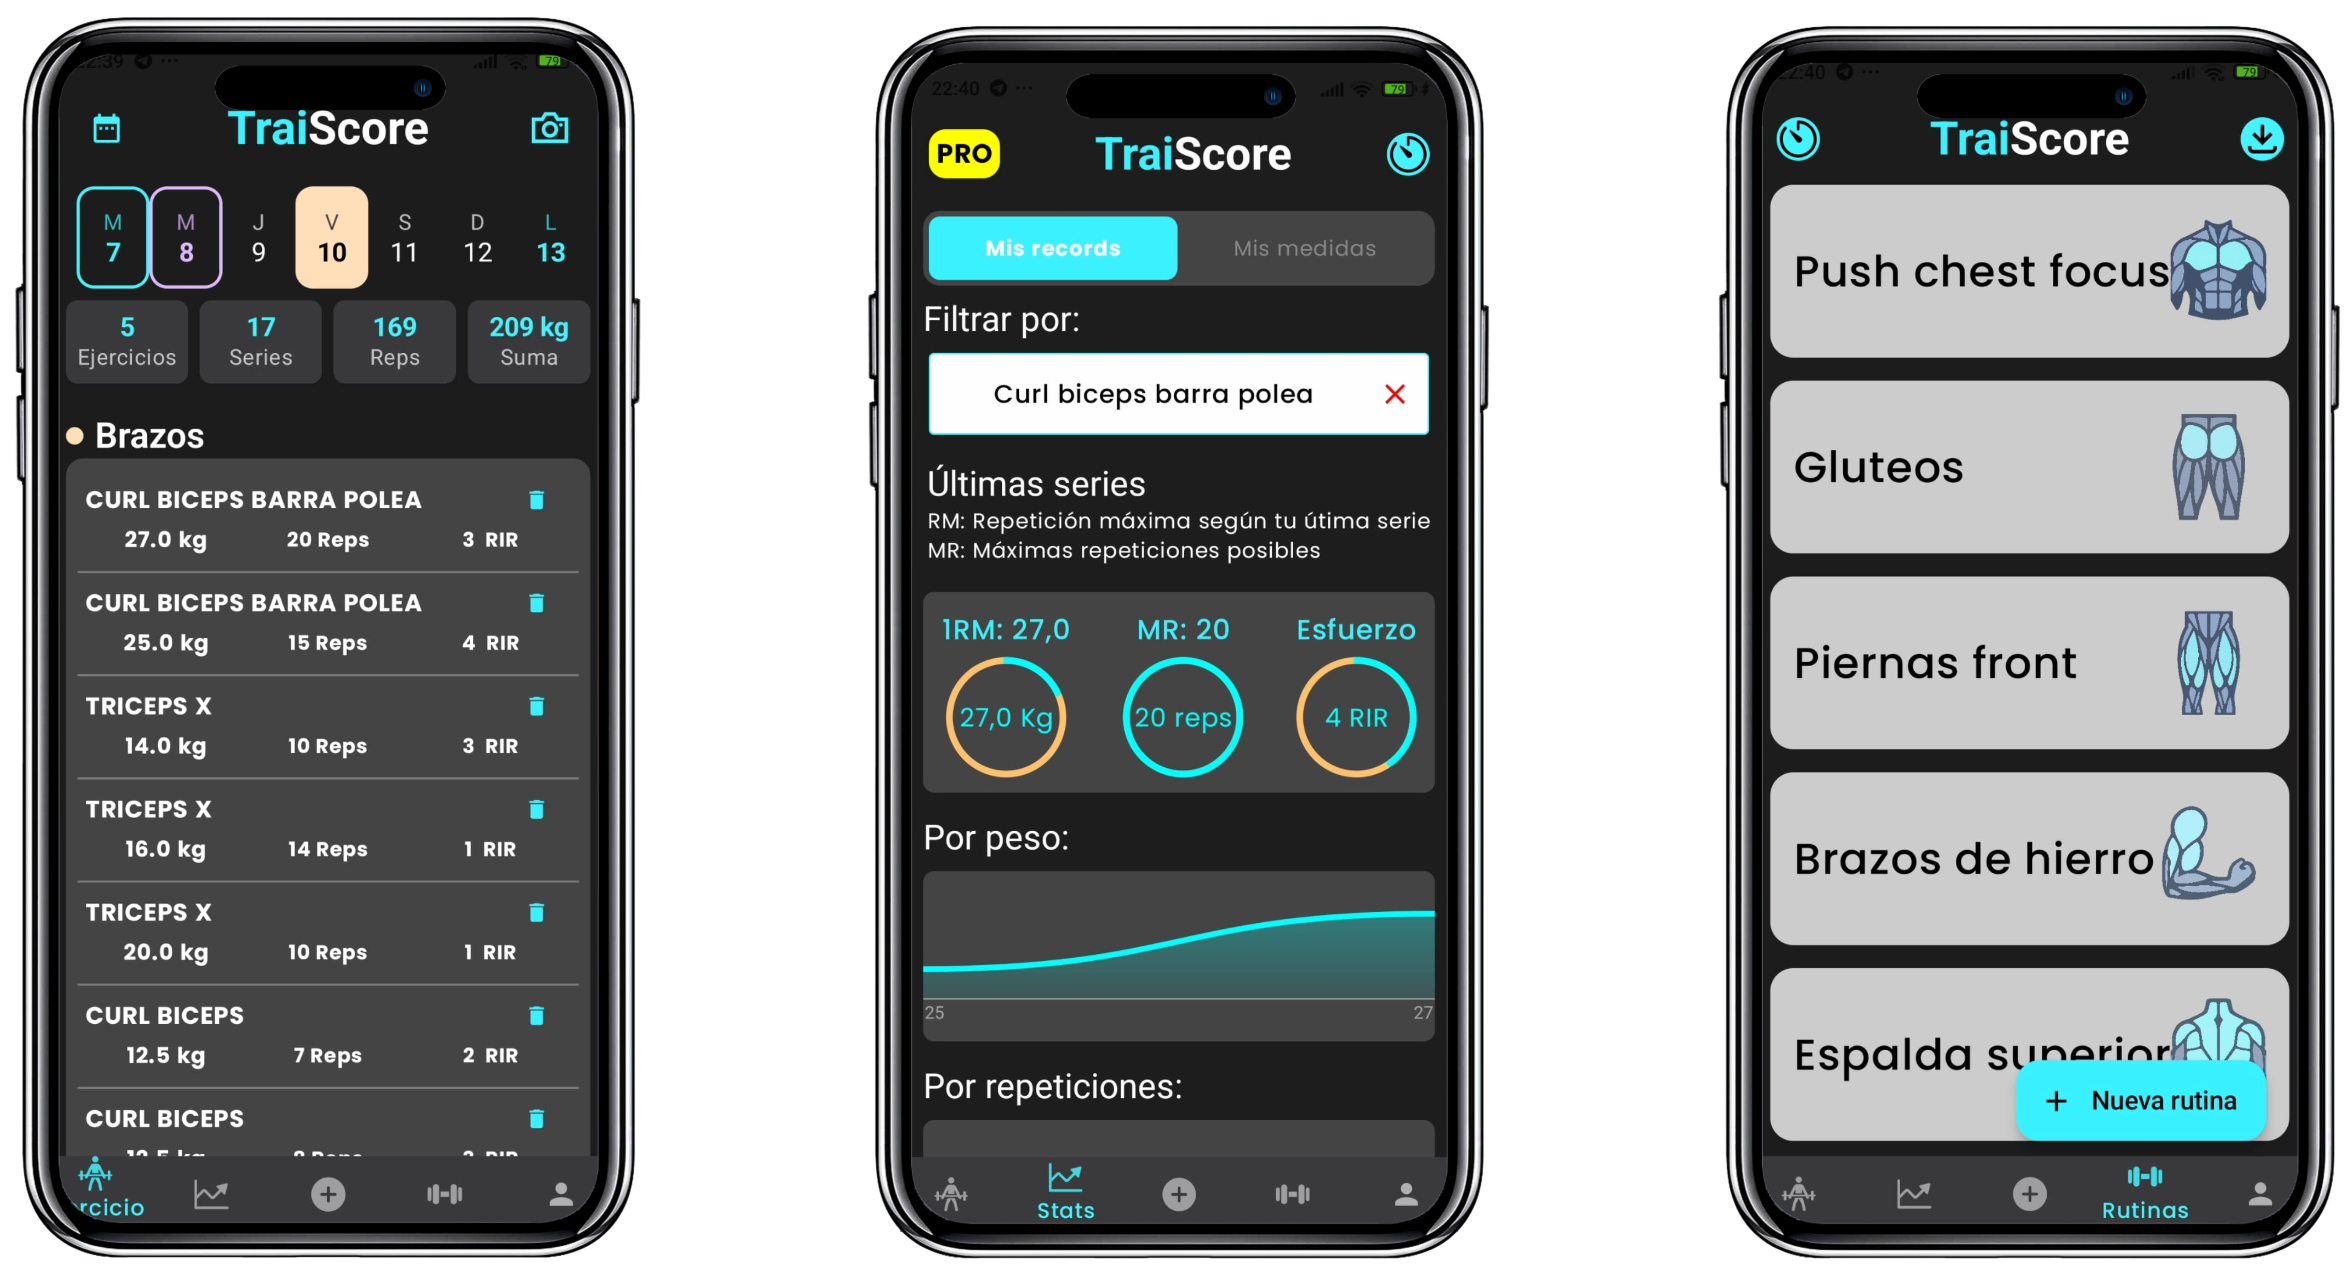 22:39
79
TraiScore
M M J V S D L
7 8 9 10 11 12 13
5 17 169 209 kg
Ejercicios Series Reps Suma
Brazos
CURL BICEPS BARRA POLEA
27.0 kg 20 Reps 3 RIR
CURL BICEPS BARRA POLEA
25.0 kg 15 Reps 4 RIR
TRICEPS X
14.0 kg 10 Reps 3 RIR
TRICEPS X
16.0 kg 14 Reps 1 RIR
TRICEPS X
20.0 kg 10 Reps 1 RIR
CURL BICEPS
12.5 kg 7 Reps 2 RIR
CURL BICEPS
rcicio
22:40
79
PRO TraiScore
Mis records Mis medidas
Filtrar por:
Curl biceps barra polea
Últimas series
RM: Repetición máxima según tu útima serie
MR: Máximas repeticiones posibles
1RM: 27,0 MR: 20 Esfuerzo
27,0 Kg 20 reps 4 RIR
Por peso:
25 27
Por repeticiones:
Stats
22:40
79
TraiScore
Push chest focus
Gluteos
Piernas front
Brazos de hierro
Espalda superior
+ Nueva rutina
Rutinas